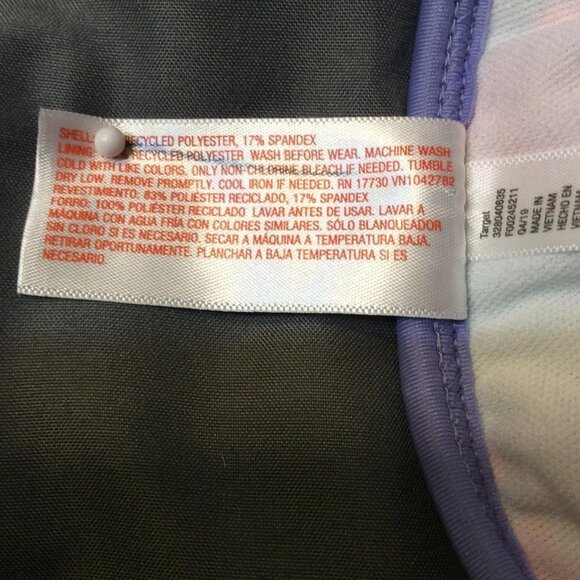 SHELL: RECYCLED POLYESTER, 17% SPANDEX
LINING: RECYCLED POLYESTER WASH BEFORE WEAR. MACHINE WASH
COLD WITH LIKE COLORS. ONLY NON-CHLORINE BLEACH IF NEEDED. TUMBLE
DRY LOW. REMOVE PROMPTLY. COOL IRON IF NEEDED. RN 17730 VN1042782
REVESTIMIENTO: 83% POLIÉSTER RECICLADO, 17% SPANDEX
FORRO: 100% POLIÉSTER RECICLADO LAVAR ANTES DE USAR. LAVAR A
MÁQUINA CON AGUA FRÍA CON COLORES SIMILARES. SÓLO BLANQUEADOR
SIN CLORO SI ES NECESARIO. SECAR A MÁQUINA A TEMPERATURA BAJA.
RETIRAR OPORTUNAMENTE. PLANCHAR A BAJA TEMPERATURA SI ES
NECESARIO.
Target
328040635
F00245211
04/19
MADE IN
VIETNAM
HECHO EN